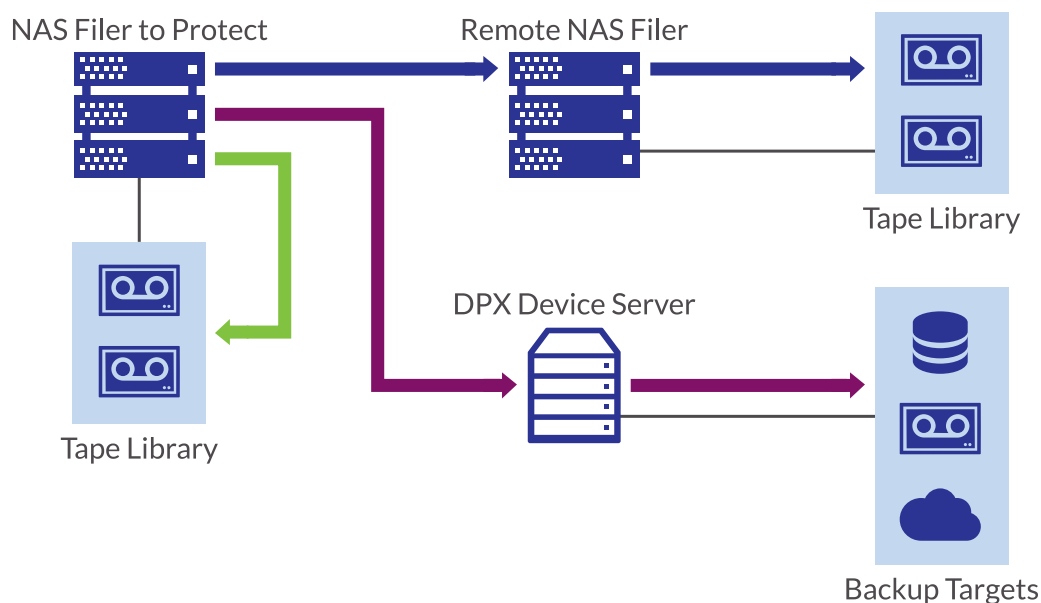 NAS Filer to Protect
Remote NAS Filer
Tape Library
DPX Device Server
Tape Library
Backup Targets